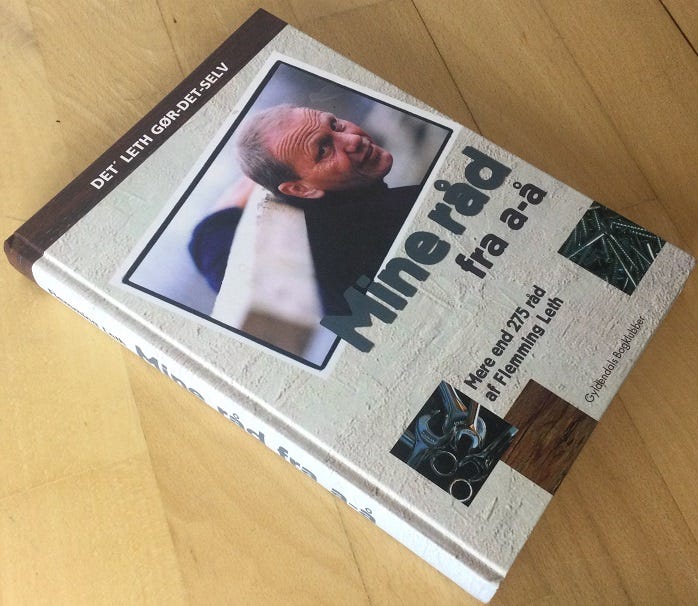 DET´ LETH GØR-DET-SELV
Mine råd
fra a-å
Mere end 275 råd
af Flemming Leth
Gyldendals Bogklubber
Mine råd fra a-å